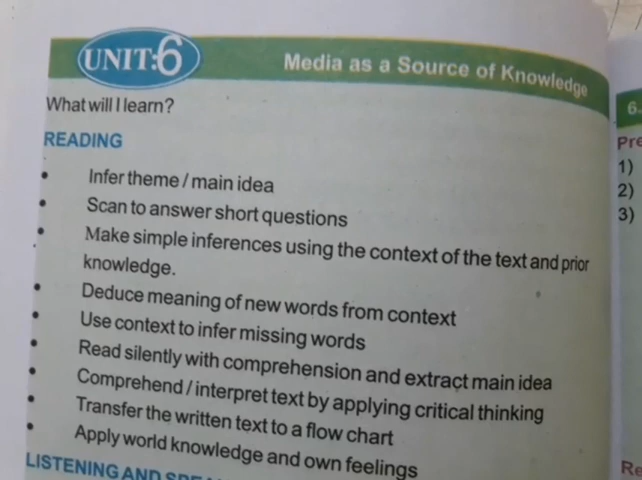 UNIT:6
Media as a Source of Knowledge
What will I learn?
READING
• Infer theme / main idea
• Scan to answer short questions
• Make simple inferences using the context of the text and prior
knowledge.
• Deduce meaning of new words from context
• Use context to infer missing words
• Read silently with comprehension and extract main idea
• Comprehend / interpret text by applying critical thinking
• Transfer the written text to a flow chart
• Apply world knowledge and own feelings
LISTENING AND
6.
Pre
1)
2)
3)
Re